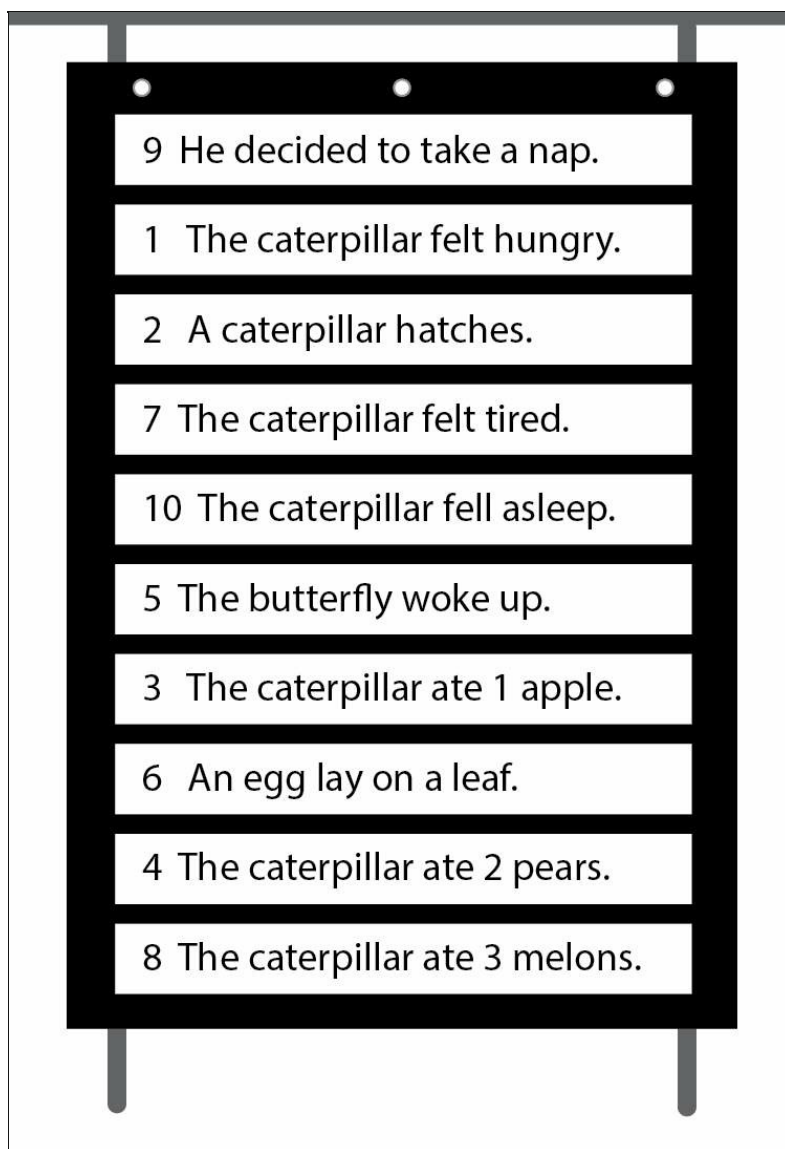 9 He decided to take a nap.
1 The caterpillar felt hungry.
2 A caterpillar hatches.
7 The caterpillar felt tired.
10 The caterpillar fell asleep.
5 The butterfly woke up.
3 The caterpillar ate 1 apple.
6 An egg lay on a leaf.
4 The caterpillar ate 2 pears.
8 The caterpillar ate 3 melons.